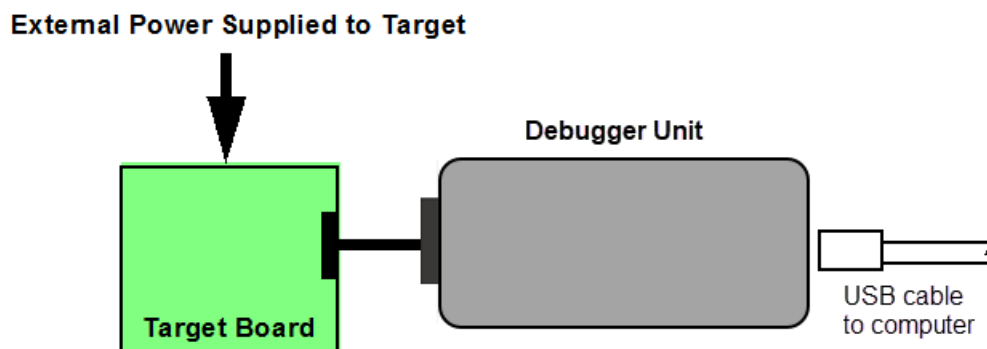 External Power Supplied to Target
Debugger Unit
Target Board
USB cable
to computer